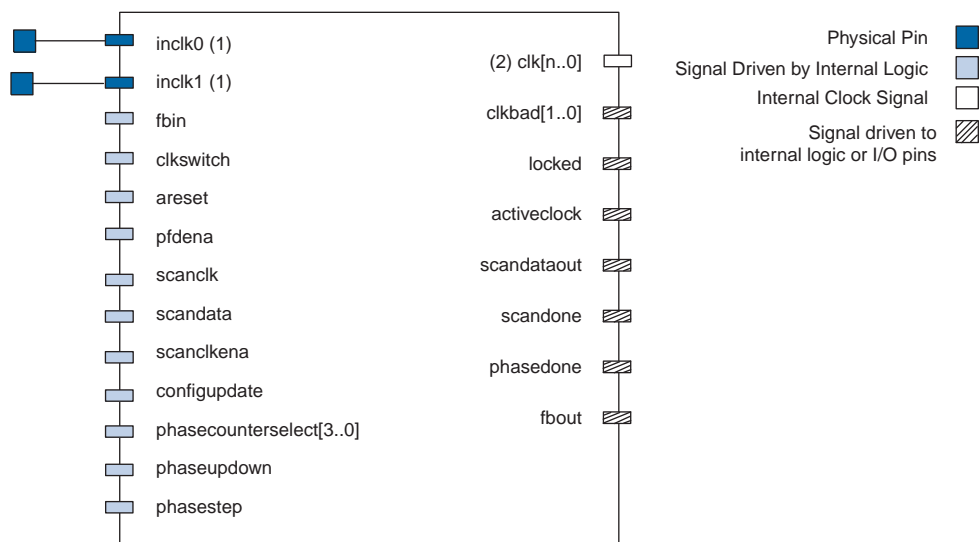 inclk0 (1)
inclk1 (1)
fbin
clkswitch
areset
pfdena
scanclk
scandata
scanclkena
configupdate
phasecounterselect[3..0]
phaseupdown
phasestep
(2) clk[n..0]
clkbad[1..0]
locked
activeclock
scandataout
scandone
phasedone
fbout
Physical Pin
Signal Driven by Internal Logic
Internal Clock Signal
Signal driven to
internal logic or I/O pins